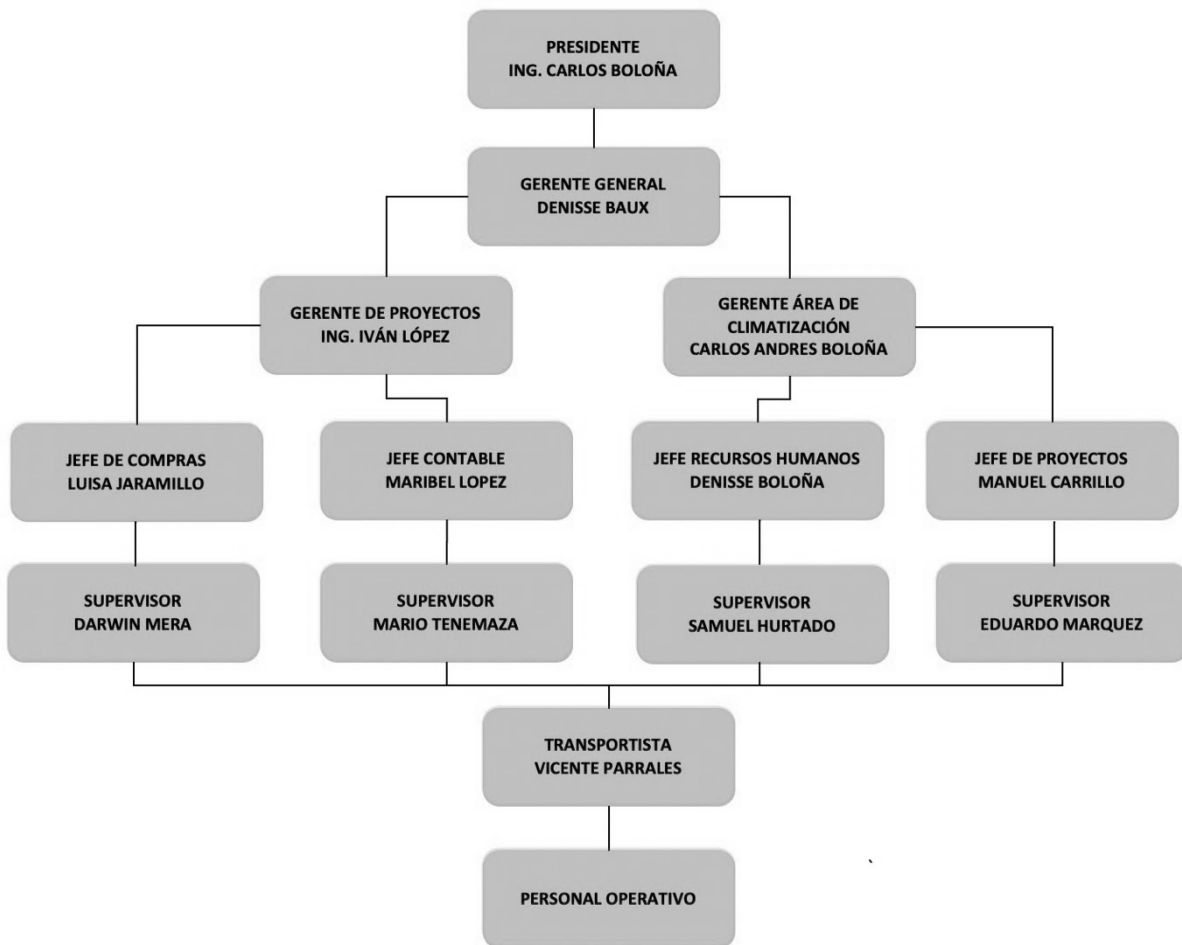 PRESIDENTE
ING. CARLOS BOLOÑA
GERENTE GENERAL
DENISSE BAUX
GERENTE DE PROYECTOS
ING. IVÁN LÓPEZ
GERENTE ÁREA DE
CLIMATIZACIÓN
CARLOS ANDRES BOLOÑA
JEFE DE COMPRAS
LUISA JARAMILLO
JEFE CONTABLE
MARIBEL LOPEZ
JEFE RECURSOS HUMANOS
DENISSE BOLOÑA
JEFE DE PROYECTOS
MANUEL CARRILLO
SUPERVISOR
DARWIN MERA
SUPERVISOR
MARIO TENEMAZA
SUPERVISOR
SAMUEL HURTADO
SUPERVISOR
EDUARDO MARQUEZ
TRANSPORTISTA
VICENTE PARRALES
PERSONAL OPERATIVO